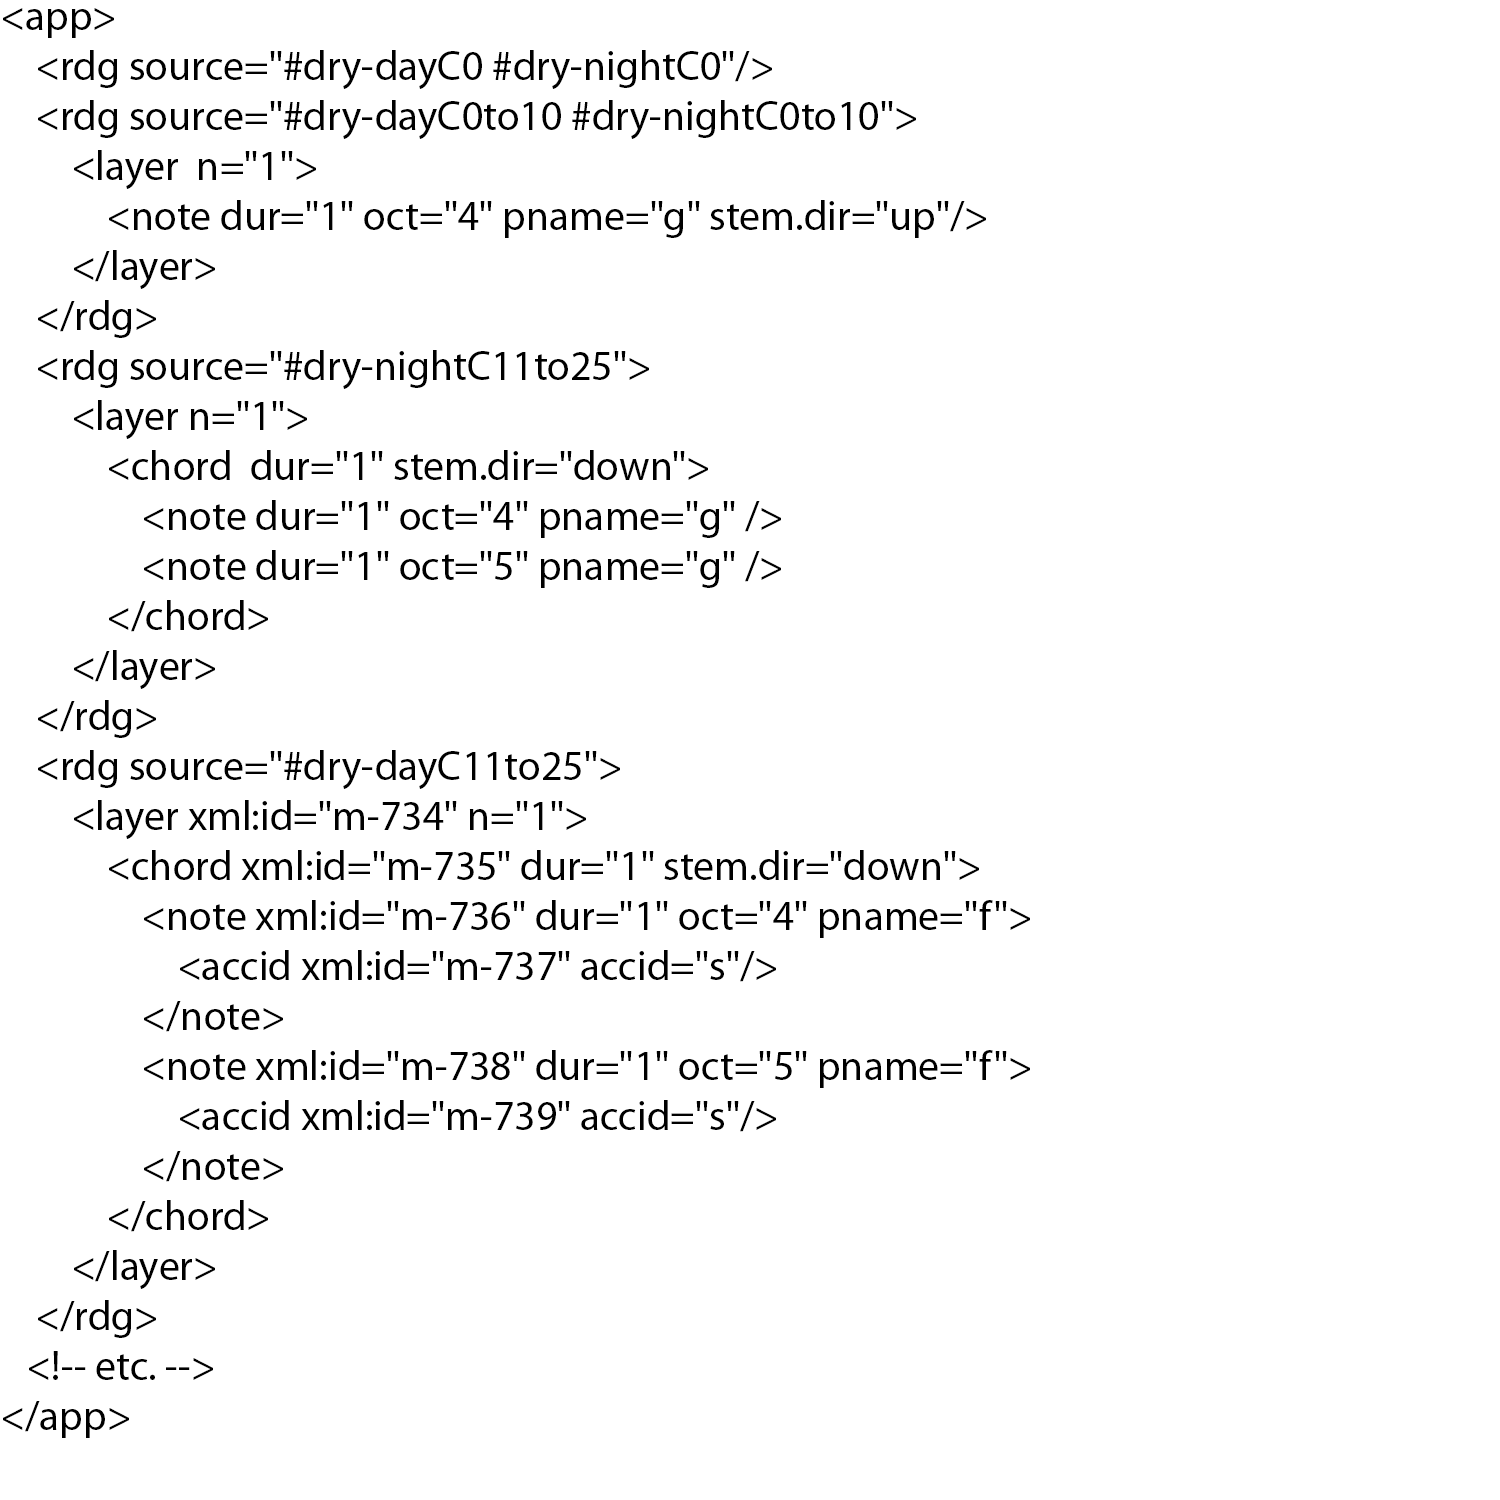 <app>
<rdg source="#dry-dayC0 #dry-nightC0"/>
<rdg source="#dry-dayC0to10 #dry-nightC0to10">
<layer  n="1">
<note dur="1" oct="4" pname="g" stem.dir="up"/>
</layer>
</rdg>
<rdg source="#dry-nightC11to25">
<layer n="1">
<chord  dur="1" stem.dir="down">
<note dur="1" oct="4" pname="g" />
<note dur="1" oct="5" pname="g" />
</chord>
</layer>
</rdg>
<rdg source="#dry-dayC11to25">
<layer xml:id="m-734" n="1">
<chord xml:id="m-735" dur="1" stem.dir="down">
<note xml:id="m-736" dur="1" oct="4" pname="f">
<accid xml:id="m-737" accid="s"/>
</note>
<note xml:id="m-738" dur="1" oct="5" pname="f">
<accid xml:id="m-739" accid="s"/>
</note>
</chord>
</layer>
</rdg>
<!-- etc. -->
</app>